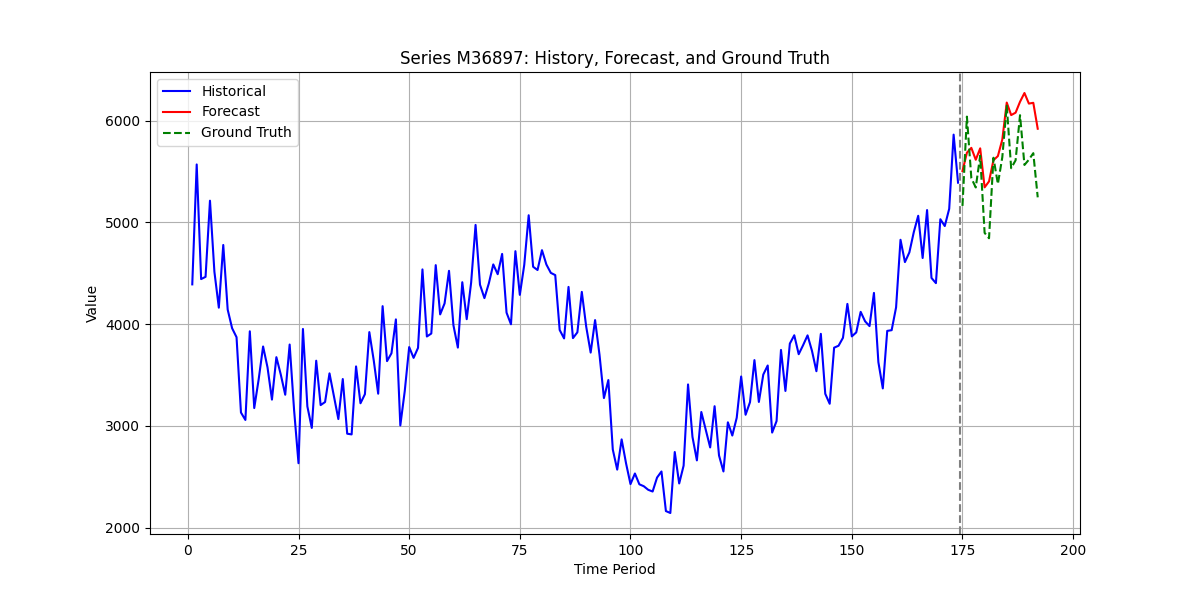 Series M36897: History, Forecast, and Ground Truth
Historical
Forecast
Ground Truth
6000
5000
4000
3000
2000
Value
0 25 50 75 100 125 150 175 200
Time Period